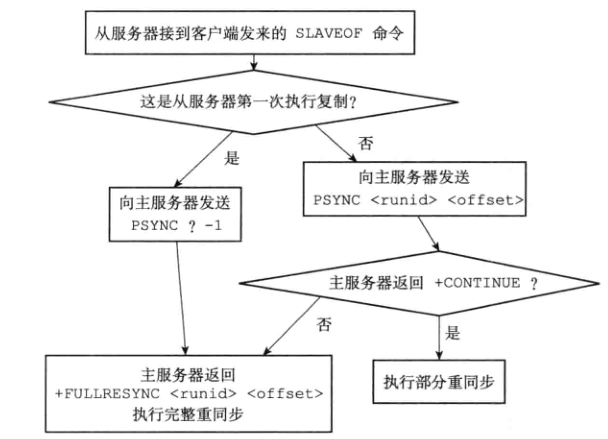 从服务器接到客户端发来的 SLAVEOF 命令
这是从服务器第一次执行复制?
是
否
向主服务器发送
PSYNC ? -1
向主服务器发送
PSYNC <runid> <offset>
主服务器返回 +CONTINUE ?
否
是
主服务器返回
+FULLRESYNC <runid> <offset>
执行完整重同步
执行部分重同步